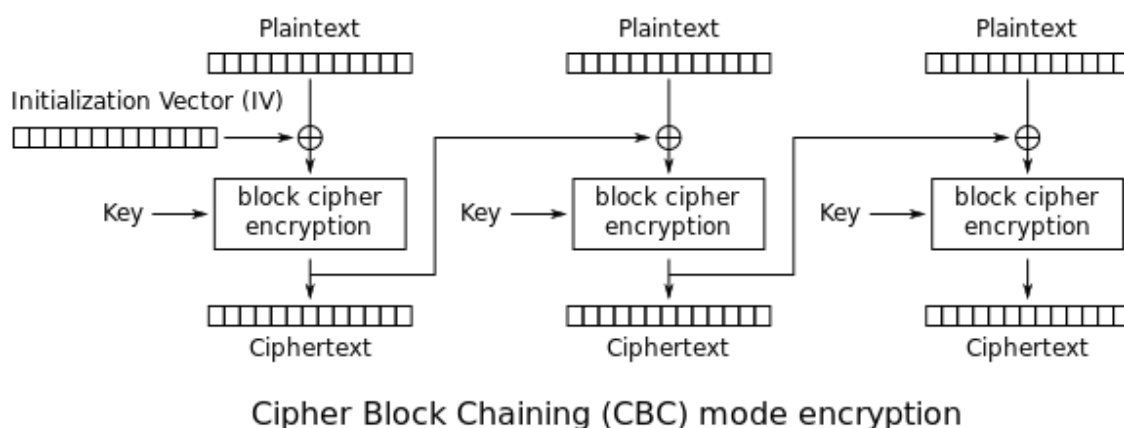 Plaintext
Plaintext
Plaintext
Initialization Vector (IV)
Key
block cipher
encryption
Key
block cipher
encryption
Key
block cipher
encryption
Ciphertext
Ciphertext
Ciphertext
Cipher Block Chaining (CBC) mode encryption